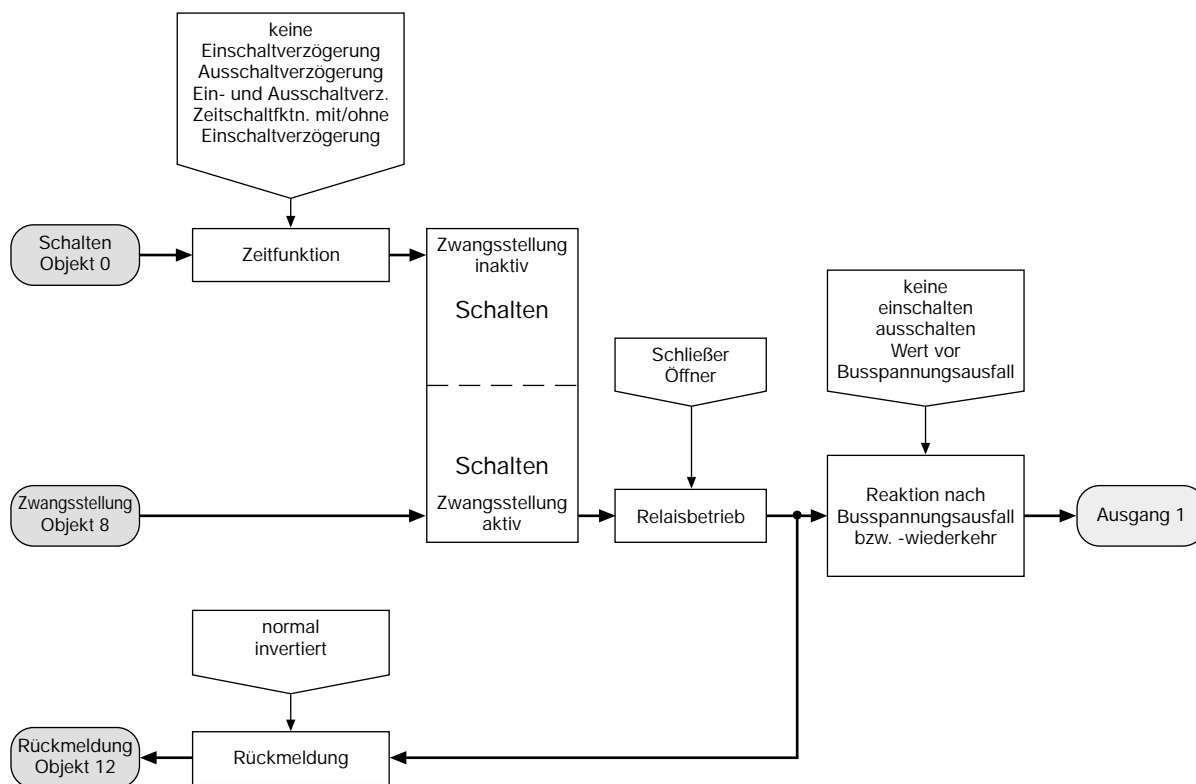 keine
Einschaltverzögerung
Ausschaltverzögerung
Ein- und Ausschaltverz.
Zeitschaltfktn. mit/ohne
Einschaltverzögerung
Schalten
Objekt 0
Zeitfunktion
Zwangsstellung
inaktiv
Schalten
Schließer
Öffner
keine
einschalten
ausschalten
Wert vor
Busspannungsausfall
Zwangsstellung
Objekt 8
Schalten
Zwangsstellung
aktiv
Relaisbetrieb
Reaktion nach
Busspannungsausfall
bzw. -wiederkehr
Ausgang 1
normal
invertiert
Rückmeldung
Objekt 12
Rückmeldung